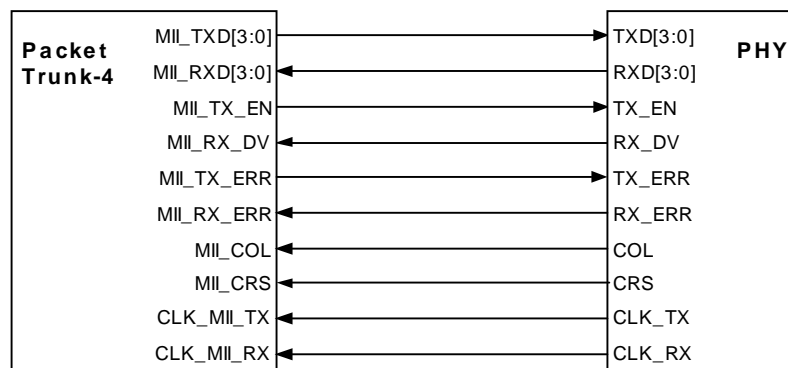 Packet
Trunk-4
PHY
MII_TXD[3:0] TXD[3:0]
MII_RXD[3:0] RXD[3:0]
MII_TX_EN TX_EN
MII_RX_DV RX_DV
MII_TX_ERR TX_ERR
MII_RX_ERR RX_ERR
MII_COL COL
MII_CRS CRS
CLK_MII_TX CLK_TX
CLK_MII_RX CLK_RX